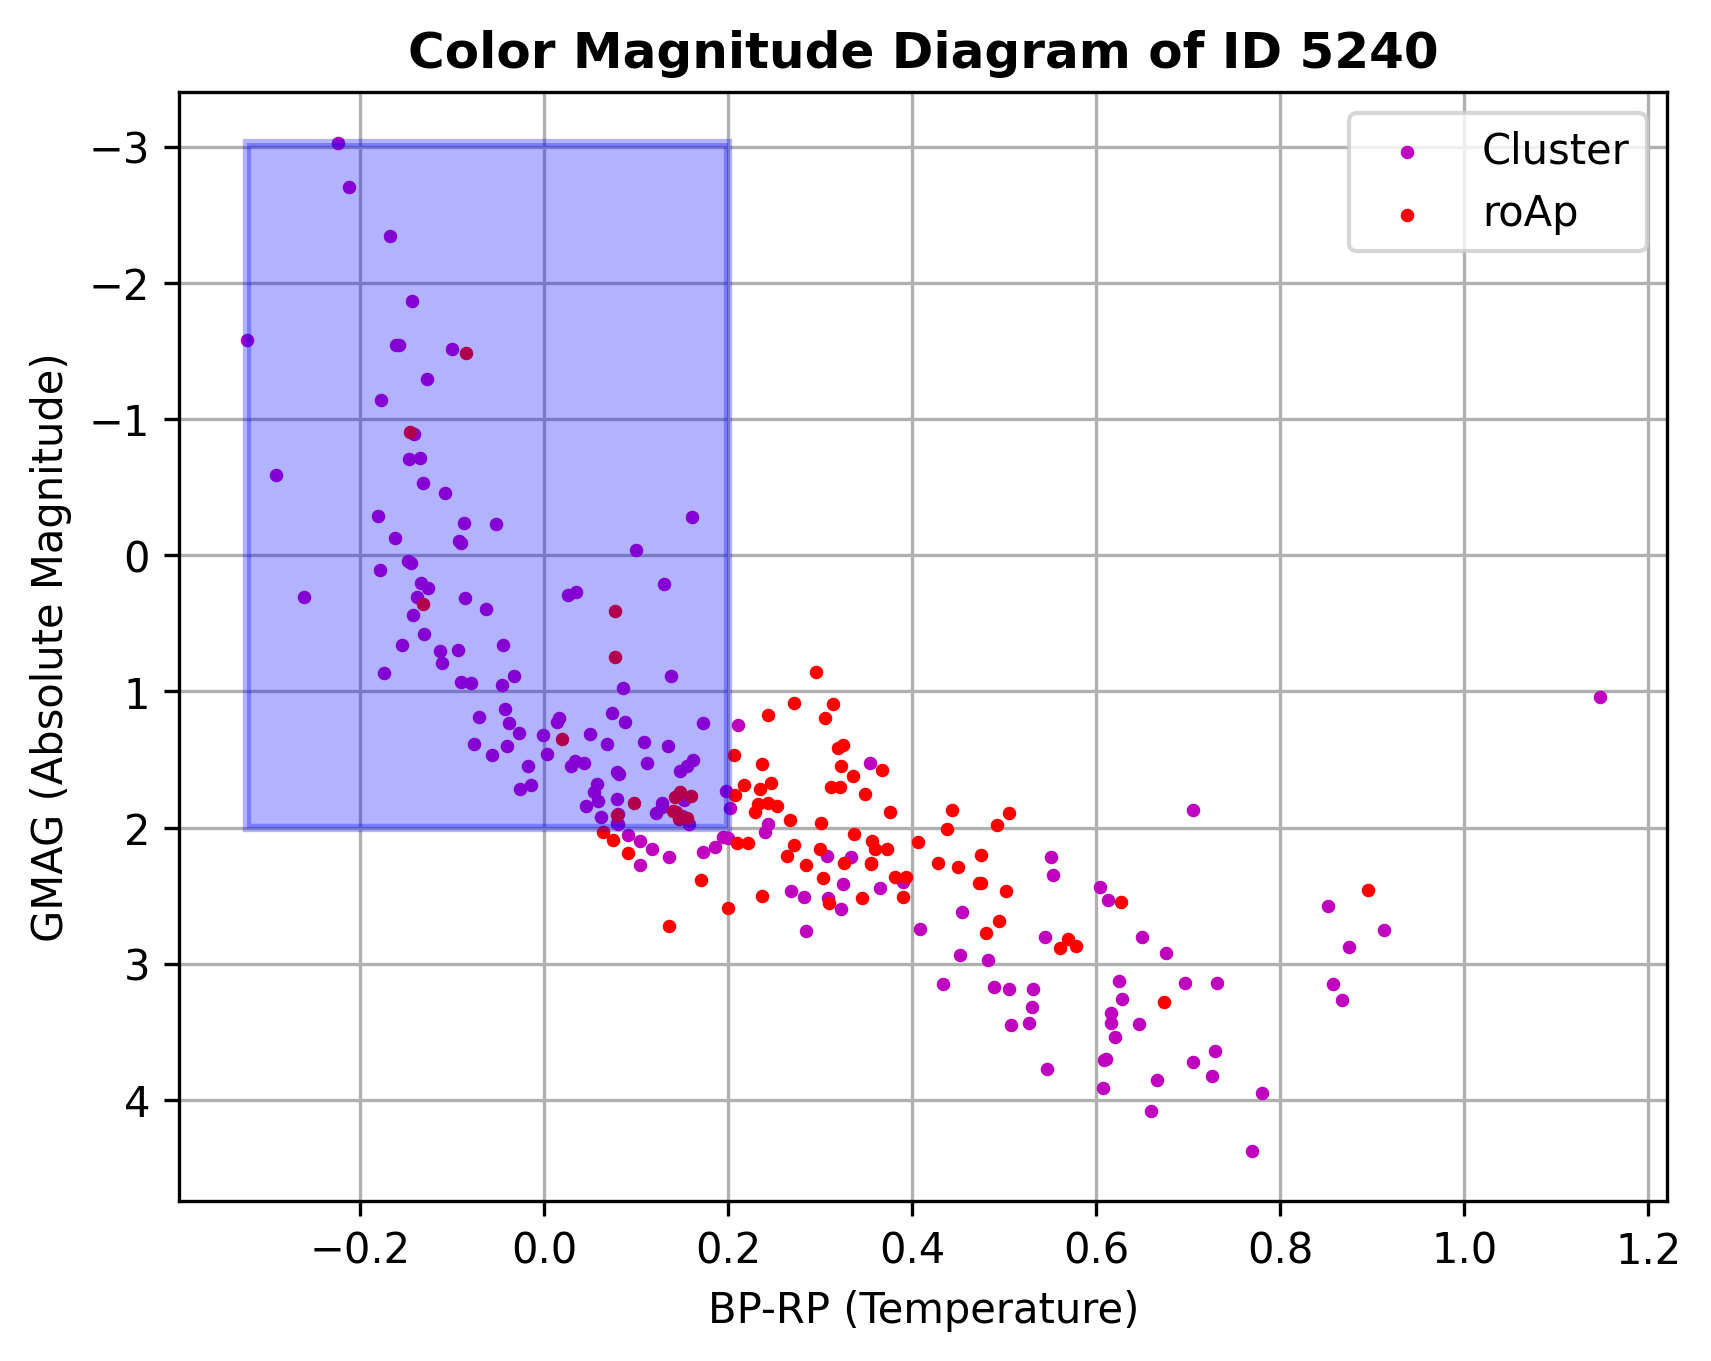 Color Magnitude Diagram of ID 5240
Cluster
roAp
GMAG (Absolute Magnitude)
−3
−2
−1
0
1
2
3
4
−0.2 0.0 0.2 0.4 0.6 0.8 1.0 1.2
BP-RP (Temperature)